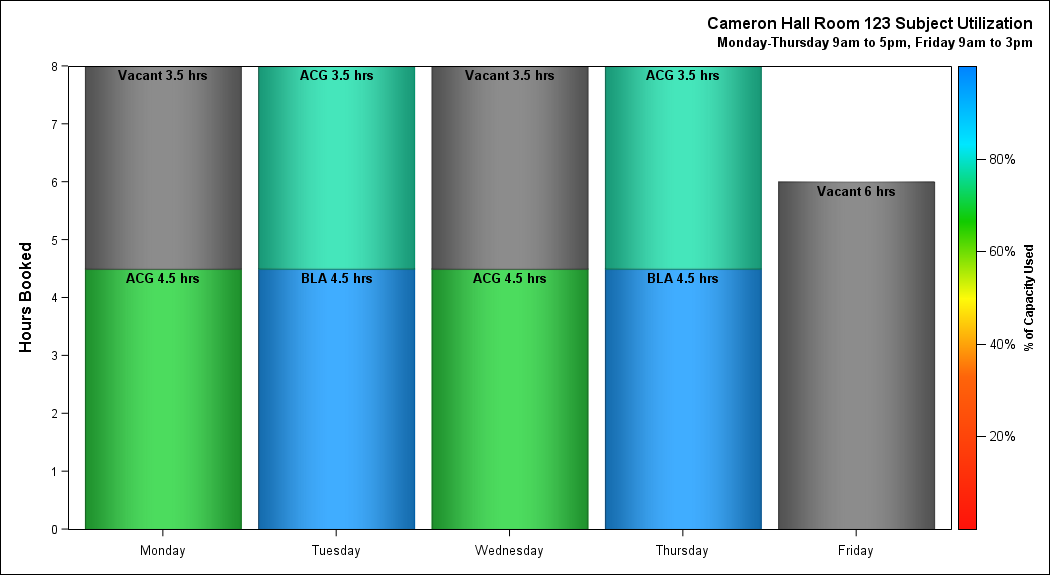 Cameron Hall Room 123 Subject Utilization
Monday-Thursday 9am to 5pm, Friday 9am to 3pm
Hours Booked
8
7
6
5
4
3
2
1
0
Vacant 3.5 hrs
ACG 4.5 hrs
ACG 3.5 hrs
BLA 4.5 hrs
Vacant 3.5 hrs
ACG 4.5 hrs
ACG 3.5 hrs
BLA 4.5 hrs
Vacant 6 hrs
Monday
Tuesday
Wednesday
Thursday
Friday
80%
60%
40%
20%
% of Capacity Used